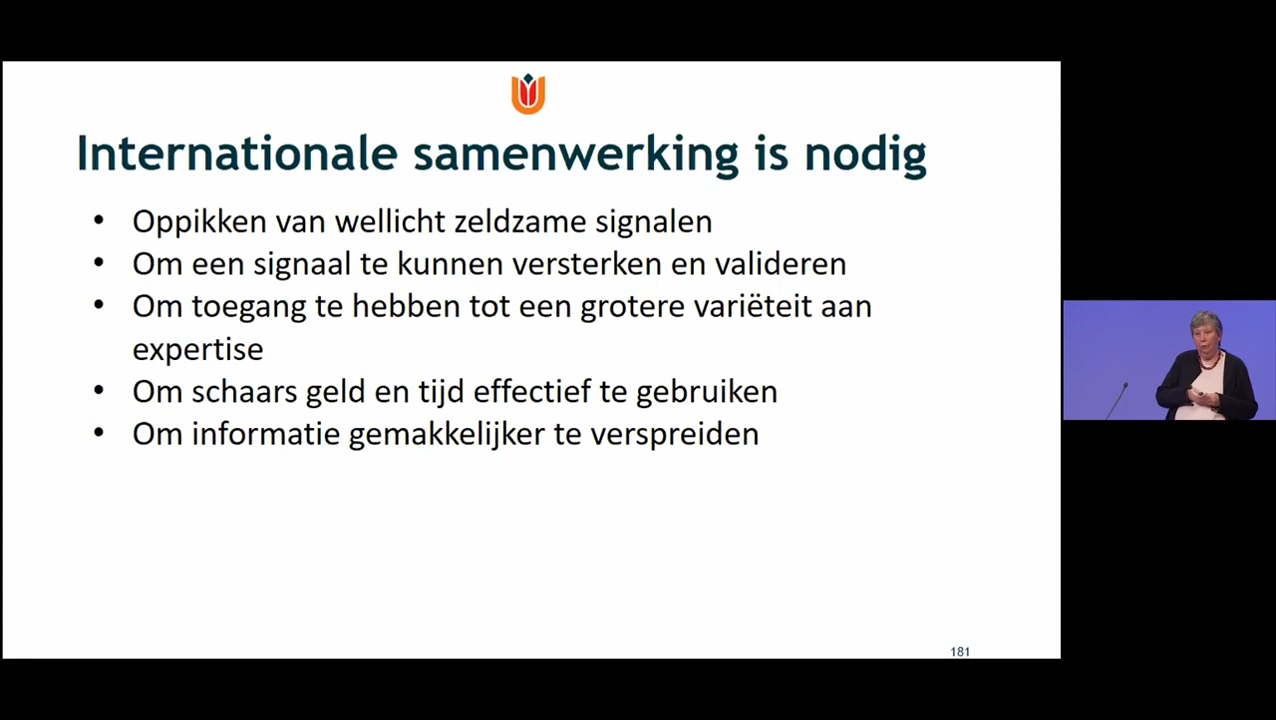 Internationale samenwerking is nodig
• Oppikken van wellicht zeldzame signalen
• Om een signaal te kunnen versterken en valideren
• Om toegang te hebben tot een grotere variëteit aan
expertise
• Om schaars geld en tijd effectief te gebruiken
• Om informatie gemakkelijker te verspreiden
181